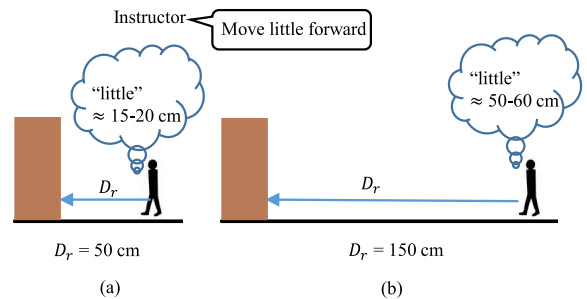 Instructor
Move little forward
“little”
≈ 15-20 cm
“little”
≈ 50-60 cm
D_r
D_r
D_r = 50 cm
D_r = 150 cm
(a)
(b)